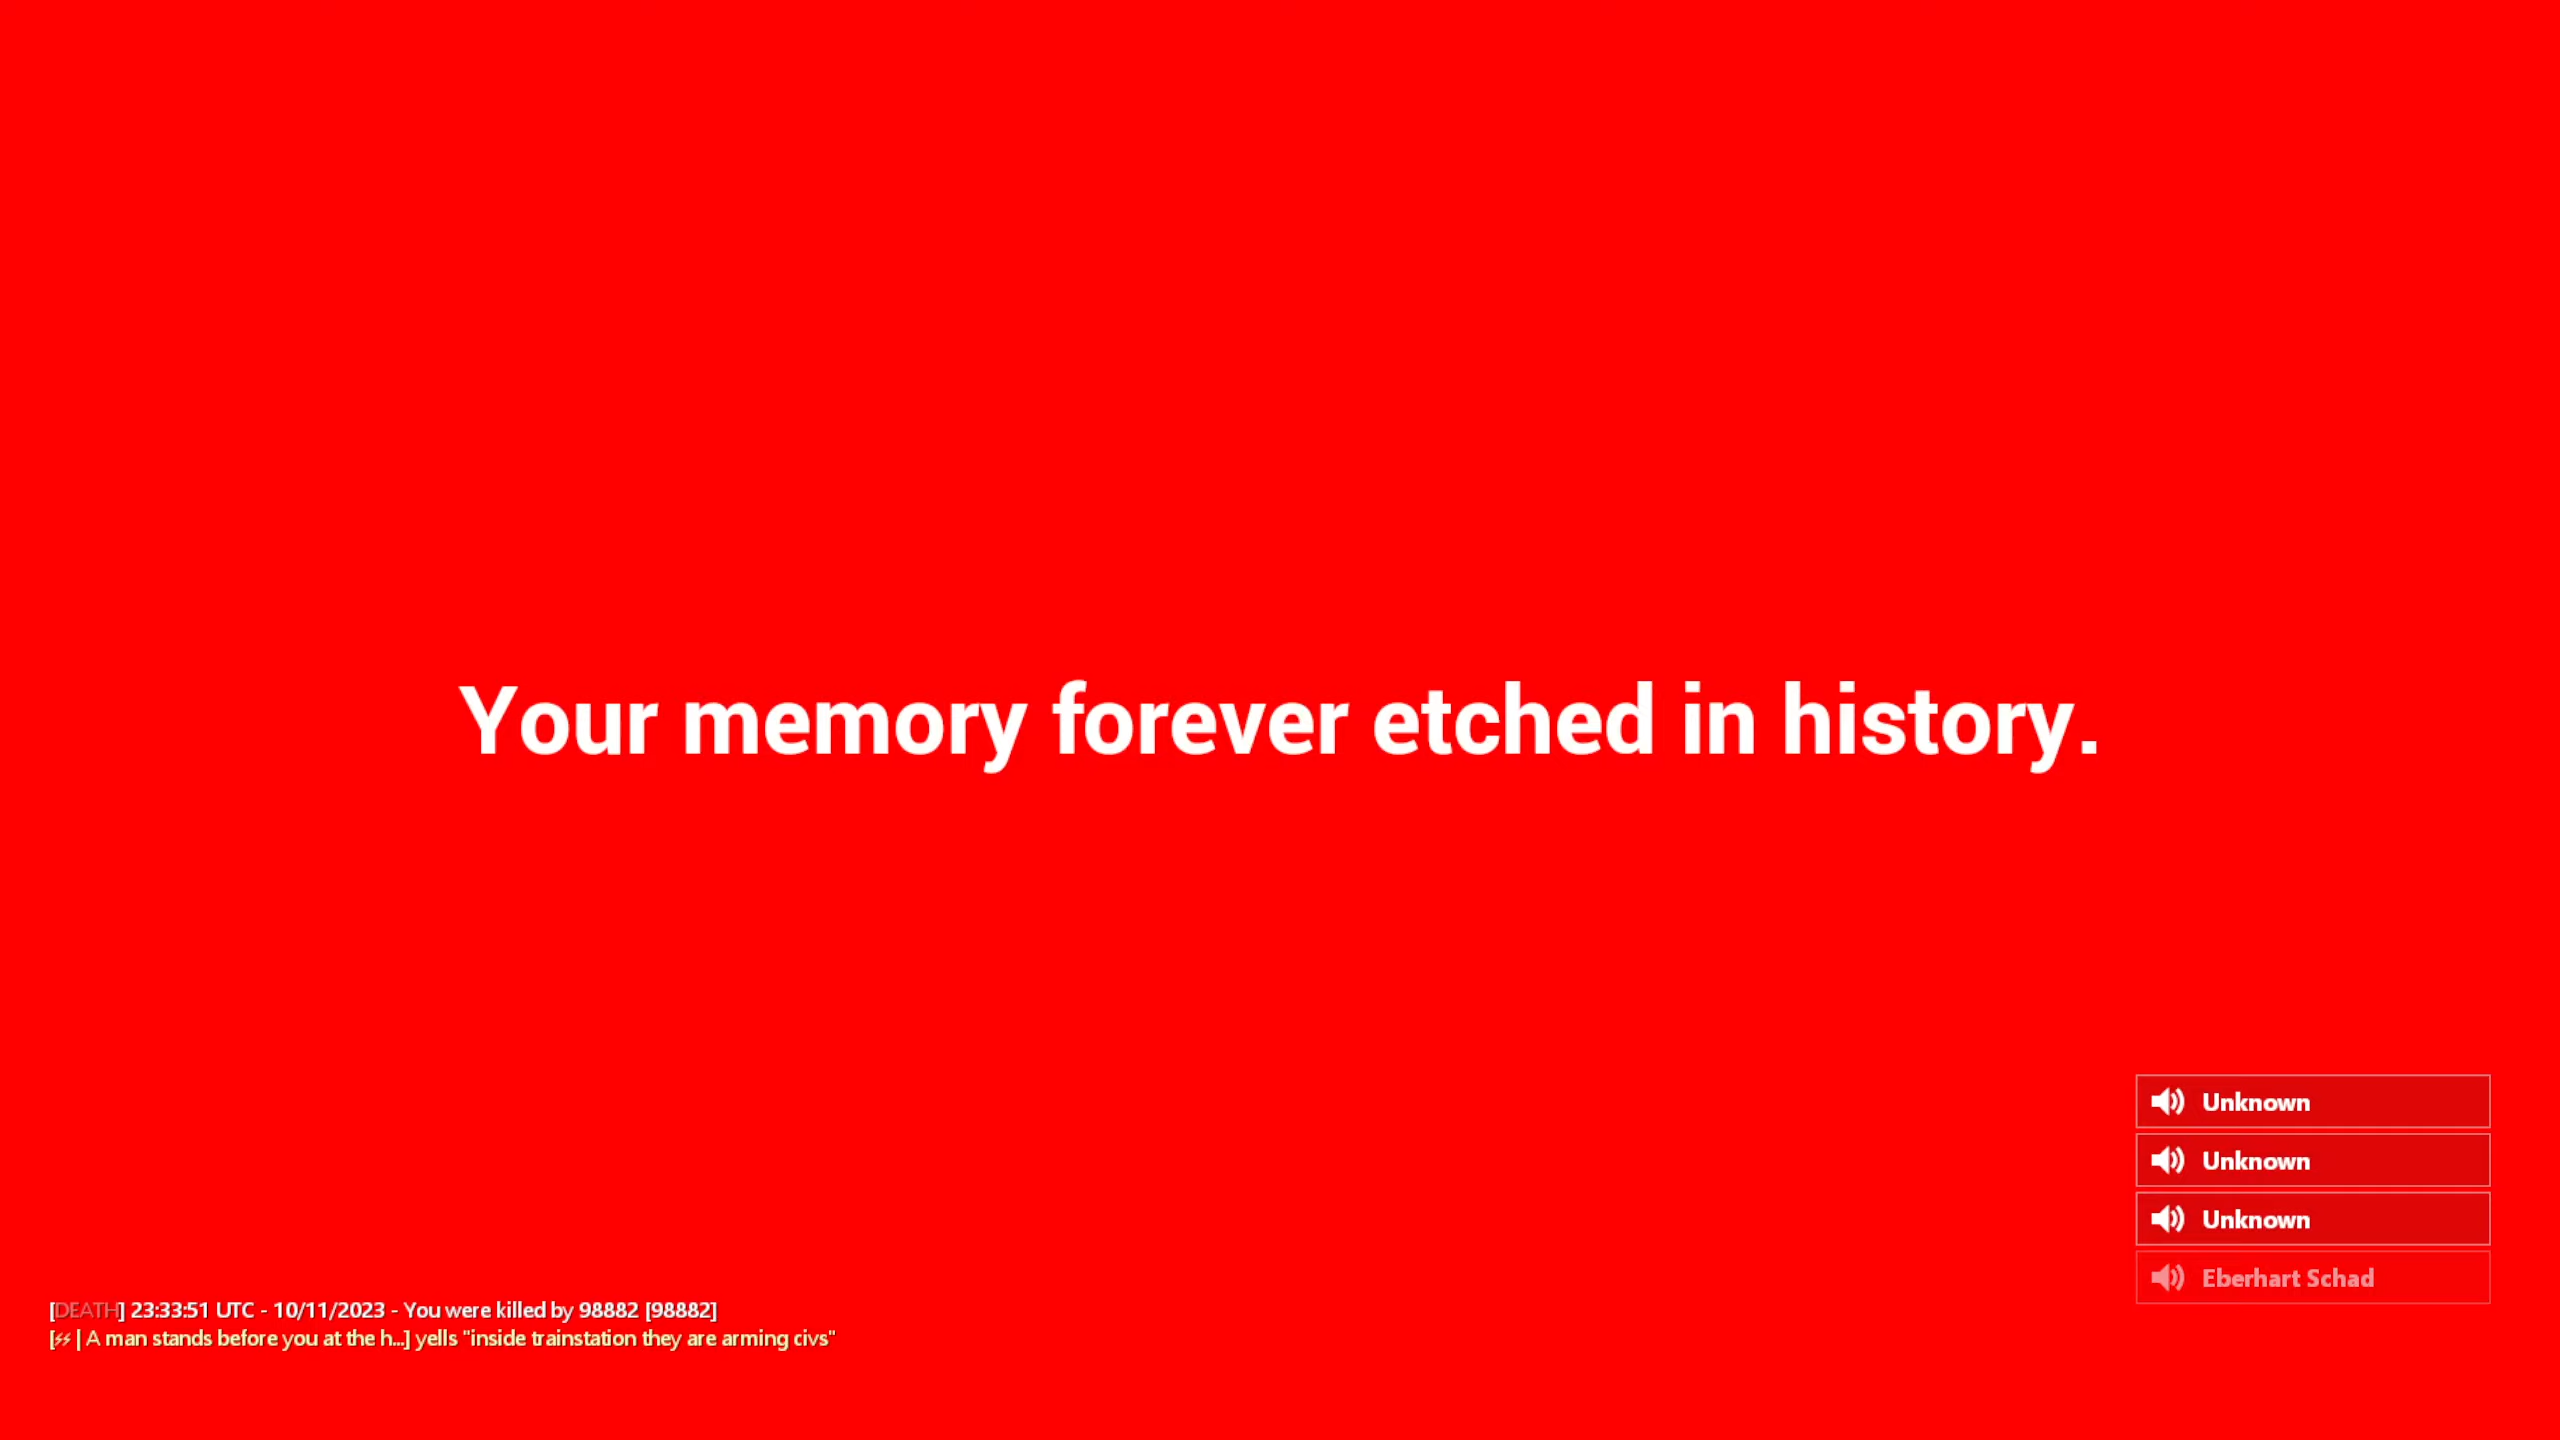 Your memory forever etched in history.
Unknown
Unknown
Unknown
Eberhart Schad
[DEATH] 23:33:51 UTC - 10/11/2023 - You were killed by 98882 [98882]
[⚡⚡ | A man stands before you at the h...] yells "inside trainstation they are arming civs"